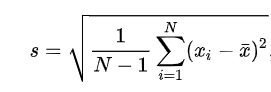 $s = \sqrt{\frac{1}{N-1} \sum_{i=1}^{N} (x_i - \bar{x})^2},$